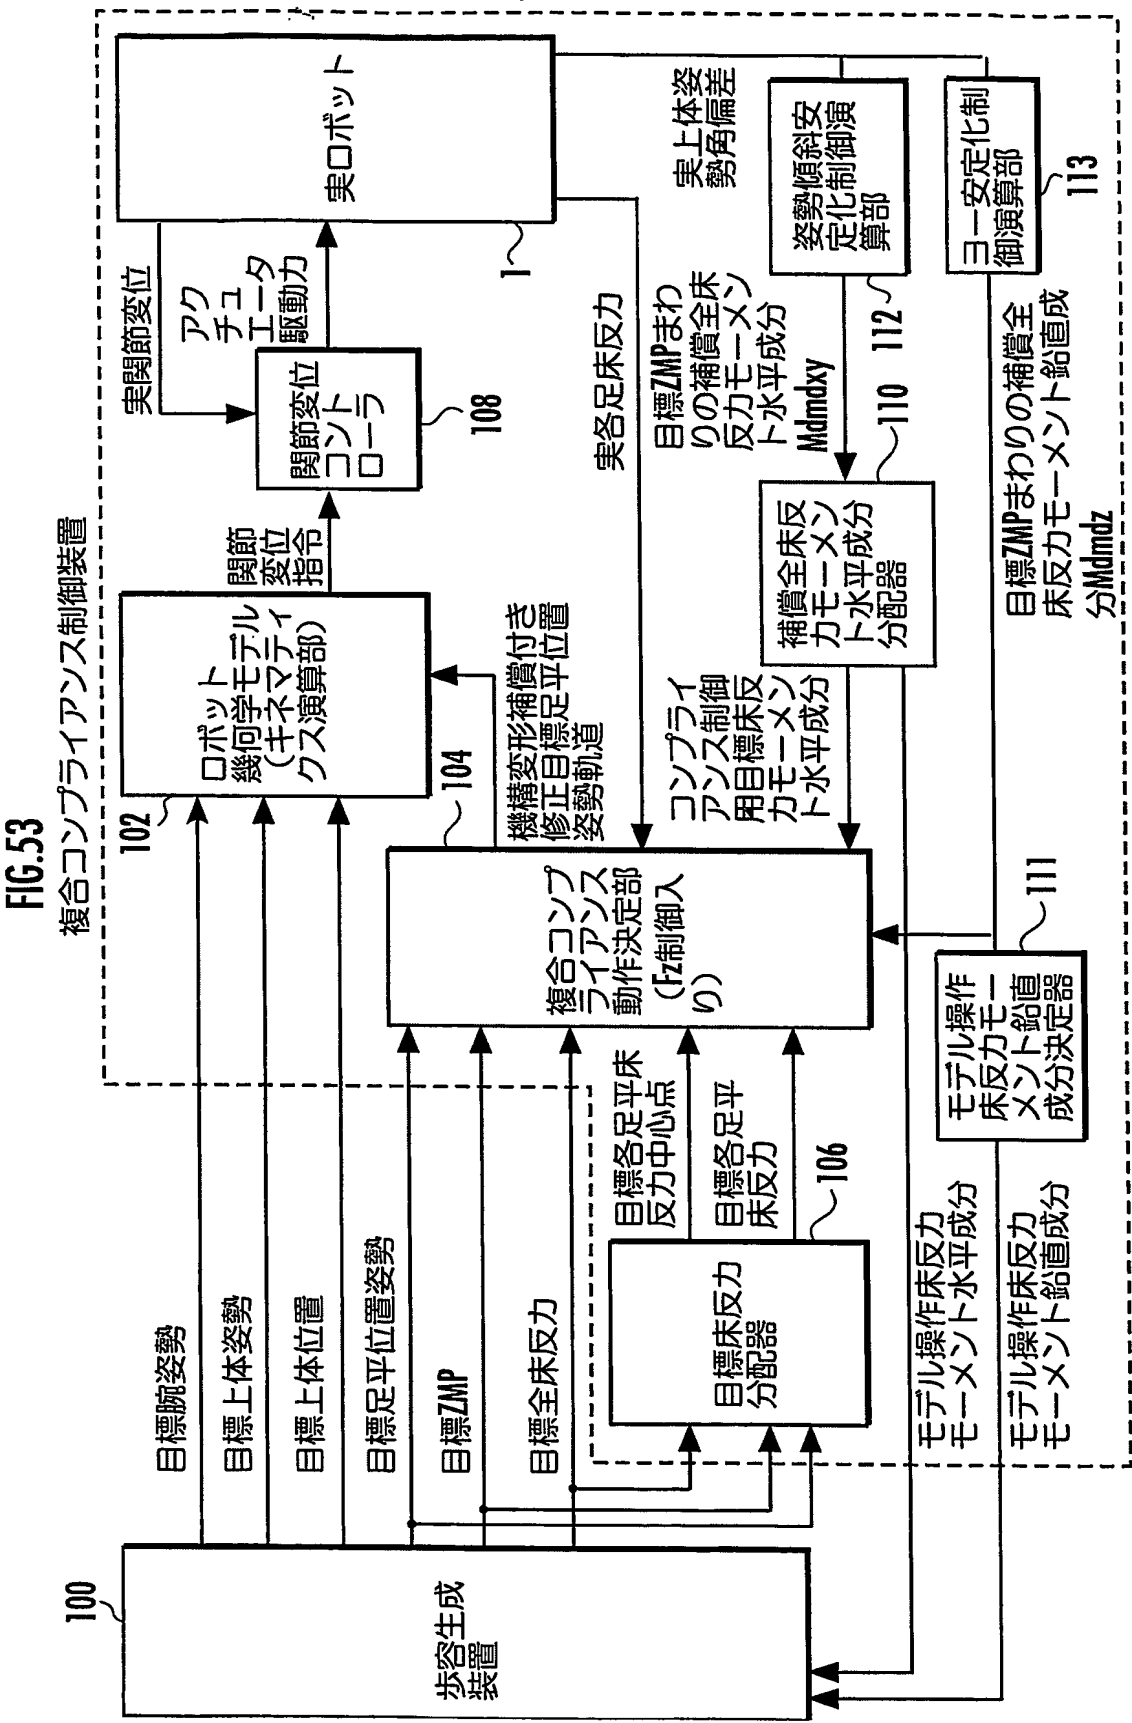 FIG.53
複合コンプライアンス制御装置
100
歩容生成
装置
目標腕姿勢
目標上体姿勢
目標上体位置
目標足平位置姿勢
目標ZMP
目標全床反力
102
ロボット
幾何学モデル
(キネマティ
クス演算部)
関節
変位
指令
関節変位
コント
ローラ
108
実関節変位
アク
チュ
エータ
駆動力
実ロボット
1
104
機構変形補償付き
修正目標足平位置
姿勢軌道
複合コンプ
ライアンス
動作決定部
(Fz制御入
り)
実各足床反力
目標各足平床
反力中心点
目標各足平
床反力
106
目標床反力
分配器
コンプライ
アンス制御
用目標床反
力モーメン
ト水平成分
110
補償全床反
力モーメン
ト水平成分
分配器
目標ZMPまわ
りの補償全床
反力モーメン
ト水平成分
Mdmdxy
112
姿勢傾斜安
定化制御演
算部
実上体姿
勢角偏差
ヨー安定化制
御演算部
113
目標ZMPまわりの補償全
床反力モーメント鉛直成
分Mdmdz
111
モデル操作
床反力モー
メント鉛直
成分決定器
モデル操作床反力
モーメント水平成分
モデル操作床反力
モーメント鉛直成分